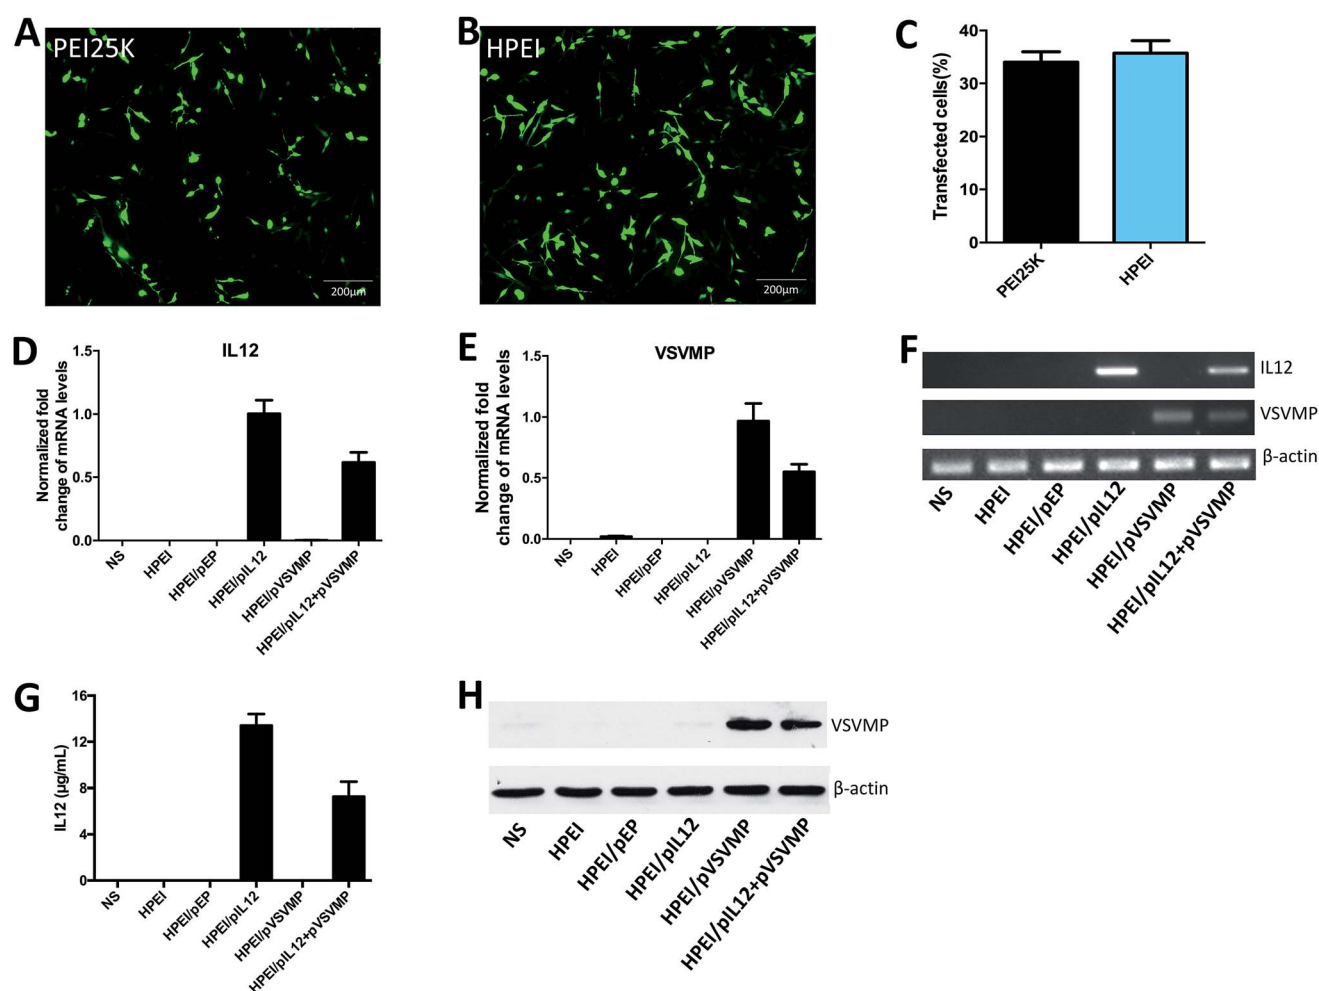 A
PEI25K
200μm
B
HPEI
200μm
C
Transfected cells(%)
40
30
20
10
0
PEI25K
HPEI
D
IL12
Normalized fold
change of mRNA levels
1.5
1.0
0.5
0.0
NS
HPEI
HPEI/pEP
HPEI/pIL12
HPEI/pVSVMP
HPEI/pIL12+pVSVMP
E
VSVMP
Normalized fold
change of mRNA levels
1.5
1.0
0.5
0.0
NS
HPEI
HPEI/pEP
HPEI/pIL12
HPEI/pVSVMP
HPEI/pIL12+pVSVMP
F
IL12
VSVMP
β-actin
NS
HPEI
HPEI/pEP
HPEI/pIL12
HPEI/pVSVMP
HPEI/pIL12+pVSVMP
G
IL12 (μg/mL)
16
12
8
4
0
NS
HPEI
HPEI/pEP
HPEI/pIL12
HPEI/pVSVMP
HPEI/pIL12+pVSVMP
H
VSVMP
β-actin
NS
HPEI
HPEI/pEP
HPEI/pIL12
HPEI/pVSVMP
HPEI/pIL12+pVSVMP